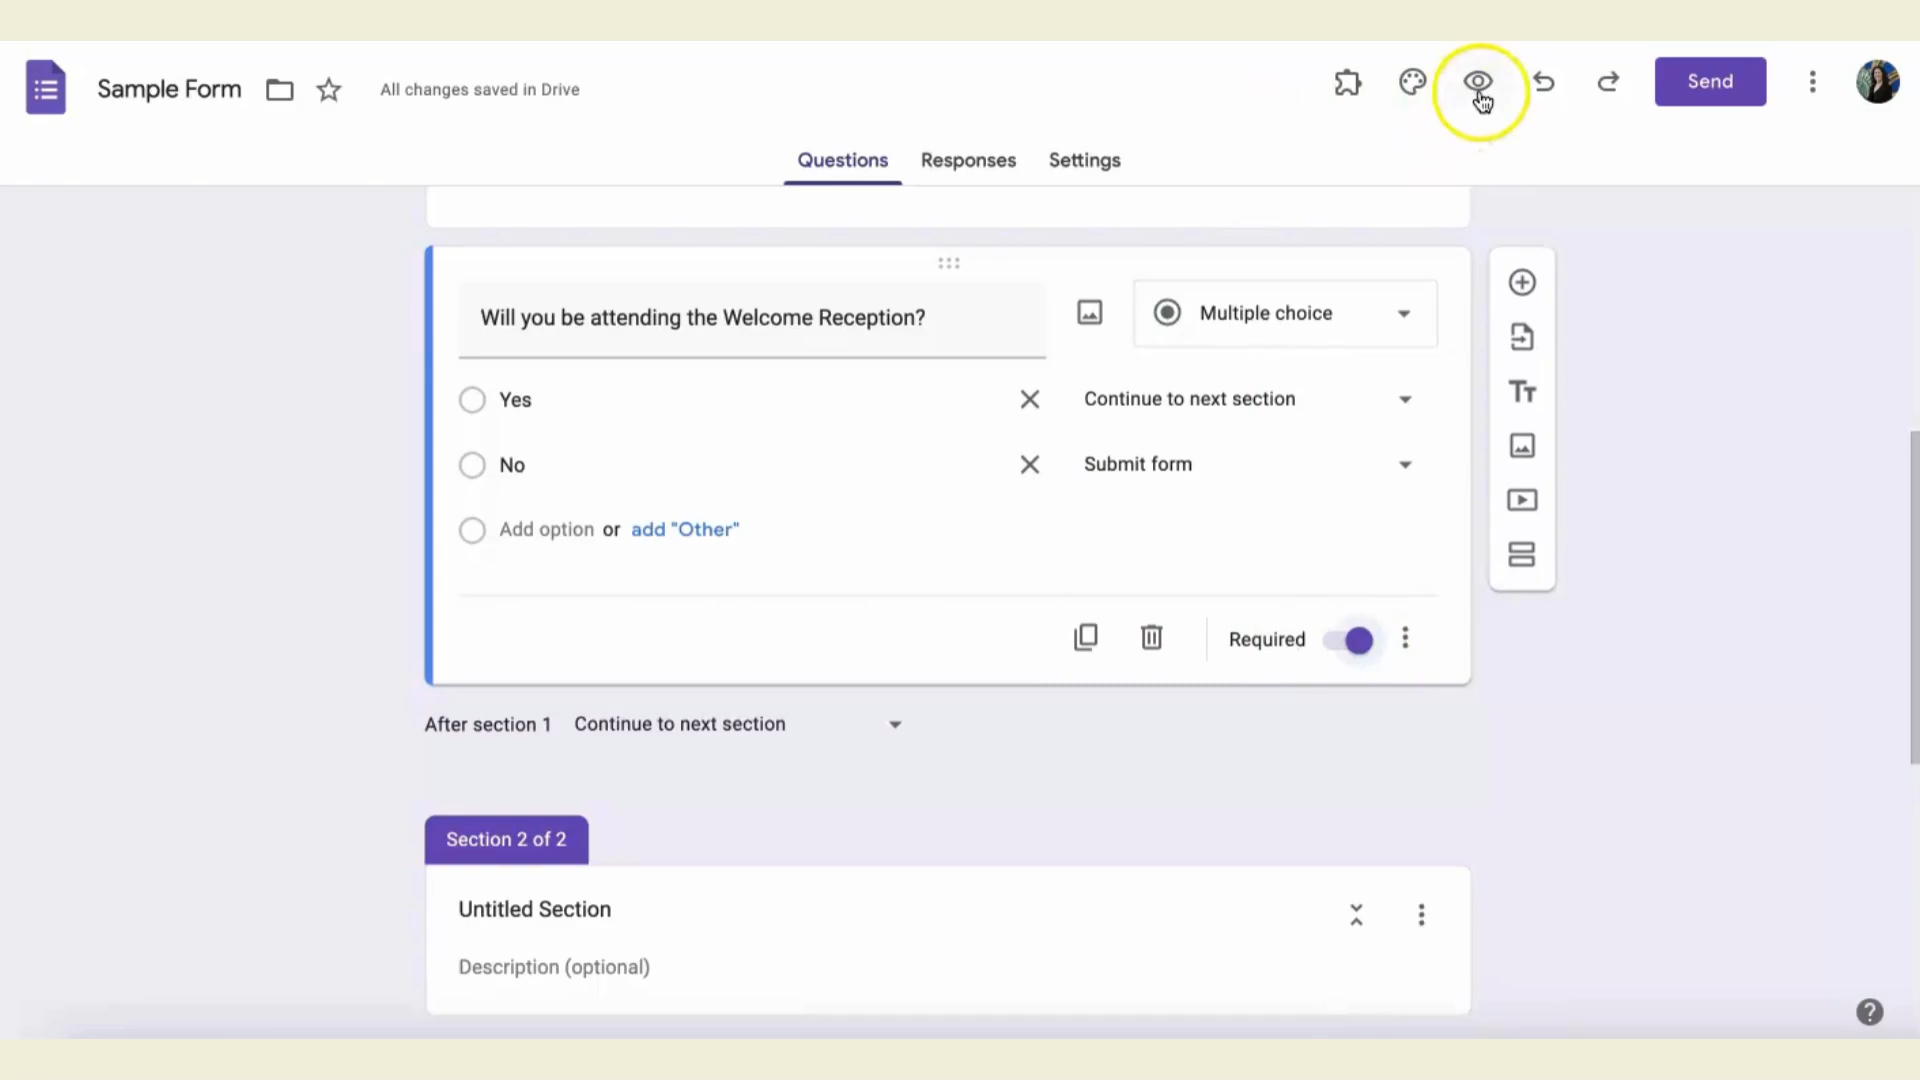 Sample Form
All changes saved in Drive
Send
Questions Responses Settings
Will you be attending the Welcome Reception?
Multiple choice
Yes
Continue to next section
No
Submit form
Add option or add "Other"
Tт
Required
After section 1 Continue to next section
Section 2 of 2
Untitled Section
Description (optional)
?